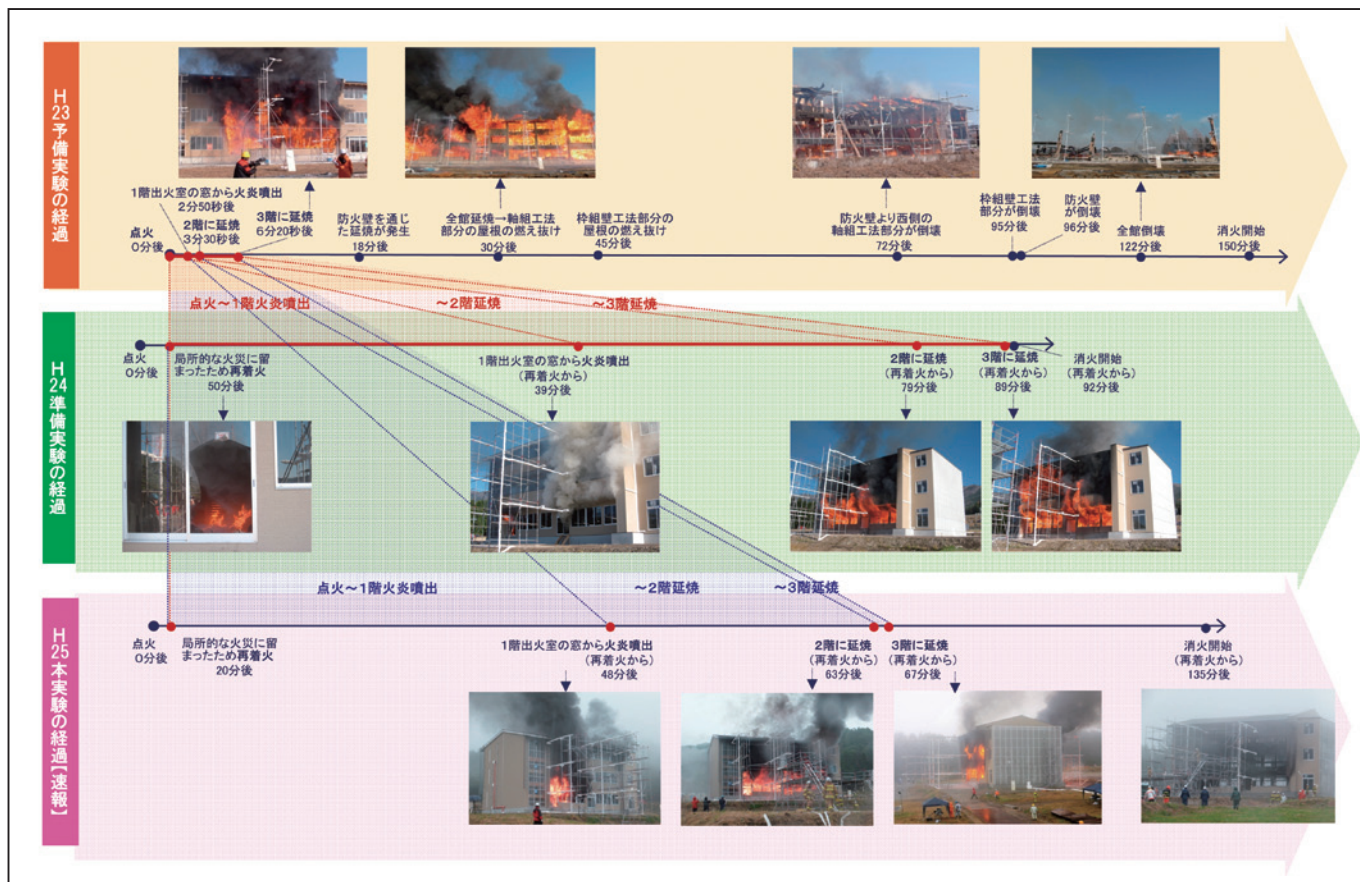 H23予備実験の経過
1階出火室の窓から火炎噴出
2分50秒後
点火
0分後
2階に延焼
3分30秒後
3階に延焼
6分20秒後
防火壁を通じ
た延焼が発生
18分後
全館延焼→軸組工法
部分の屋根の燃え抜け
30分後
枠組壁工法部分の
屋根の燃え抜け
45分後
防火壁より西側の
軸組工法部分が倒壊
72分後
枠組壁工法
部分が倒壊
95分後
防火壁
が倒壊
96分後
全館倒壊
122分後
消火開始
150分後
点火～1階火炎噴出
～2階延焼
～3階延焼
H24準備実験の経過
点火
0分後
局所的な火災に留
まったため再着火
50分後
1階出火室の窓から火炎噴出
(再着火から)
39分後
2階に延焼
(再着火から)
79分後
3階に延焼
(再着火から)
89分後
消火開始
(再着火から)
92分後
点火～1階火炎噴出
～2階延焼
～3階延焼
H25本実験の経過【速報】
点火
0分後
局所的な火災に留
まったため再着火
20分後
1階出火室の窓から火炎噴出
(再着火から)
48分後
2階に延焼
(再着火から)
63分後
3階に延焼
(再着火から)
67分後
消火開始
(再着火から)
135分後